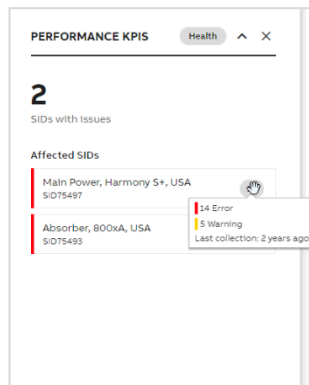 PERFORMANCE KPIS Health
2
SIDs with issues
Affected SIDs
Main Power, Harmony S+, USA
SID75497
14 Error
5 Warning
Last collection: 2 years ago
Absorber, 800xA, USA
SID75493